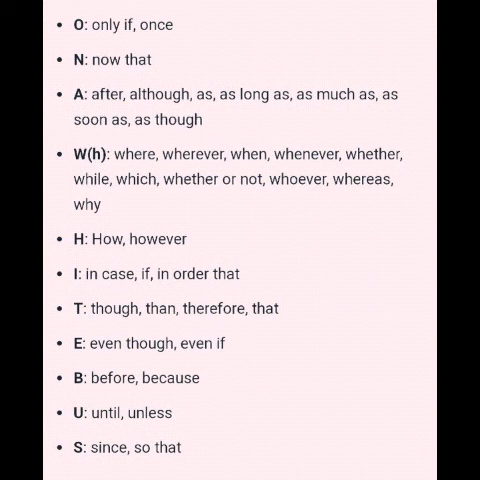 • O: only if, once
• N: now that
• A: after, although, as, as long as, as much as, as
soon as, as though
• W(h): where, wherever, when, whenever, whether,
while, which, whether or not, whoever, whereas,
why
• H: How, however
• I: in case, if, in order that
• T: though, than, therefore, that
• E: even though, even if
• B: before, because
• U: until, unless
• S: since, so that